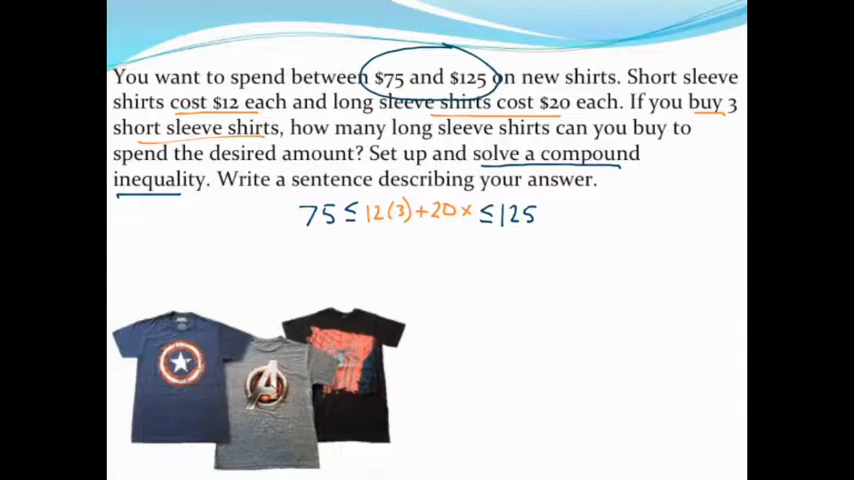 You want to spend between $75 and $125 on new shirts. Short sleeve
shirts cost $12 each and long sleeve shirts cost $20 each. If you buy 3
short sleeve shirts, how many long sleeve shirts can you buy to
spend the desired amount? Set up and solve a compound
inequality. Write a sentence describing your answer.
75 ≤ 12(3)+20x ≤ 125